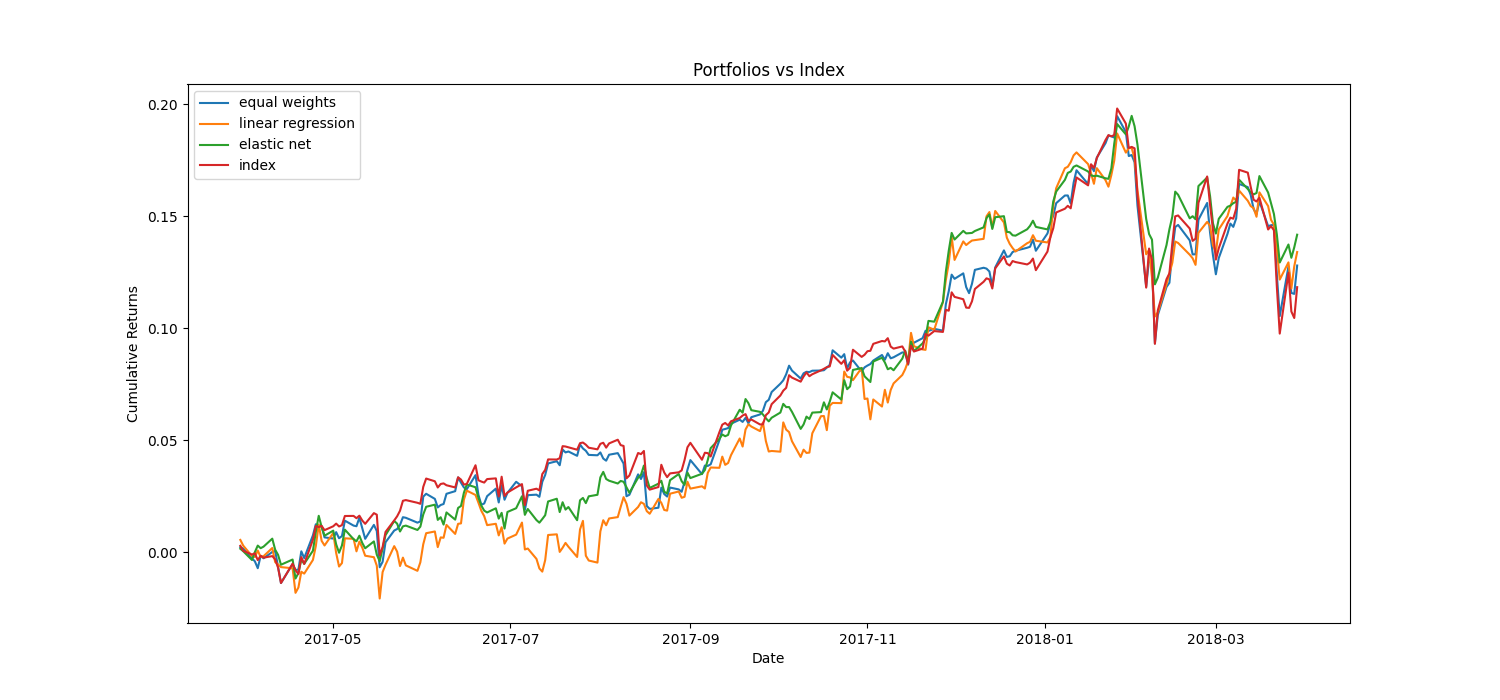 Portfolios vs Index
equal weights
linear regression
elastic net
index
0.20
0.15
0.10
0.05
0.00
Cumulative Returns
2017-05 2017-07 2017-09 2017-11 2018-01 2018-03
Date